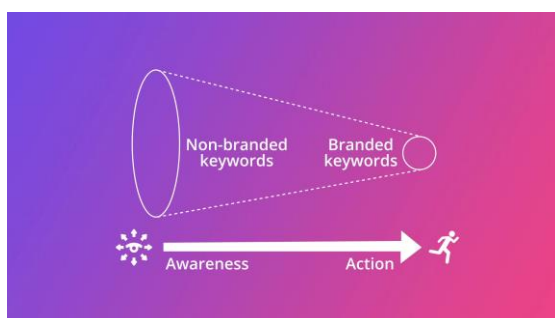 Non-branded
keywords
Branded
keywords
Awareness
Action